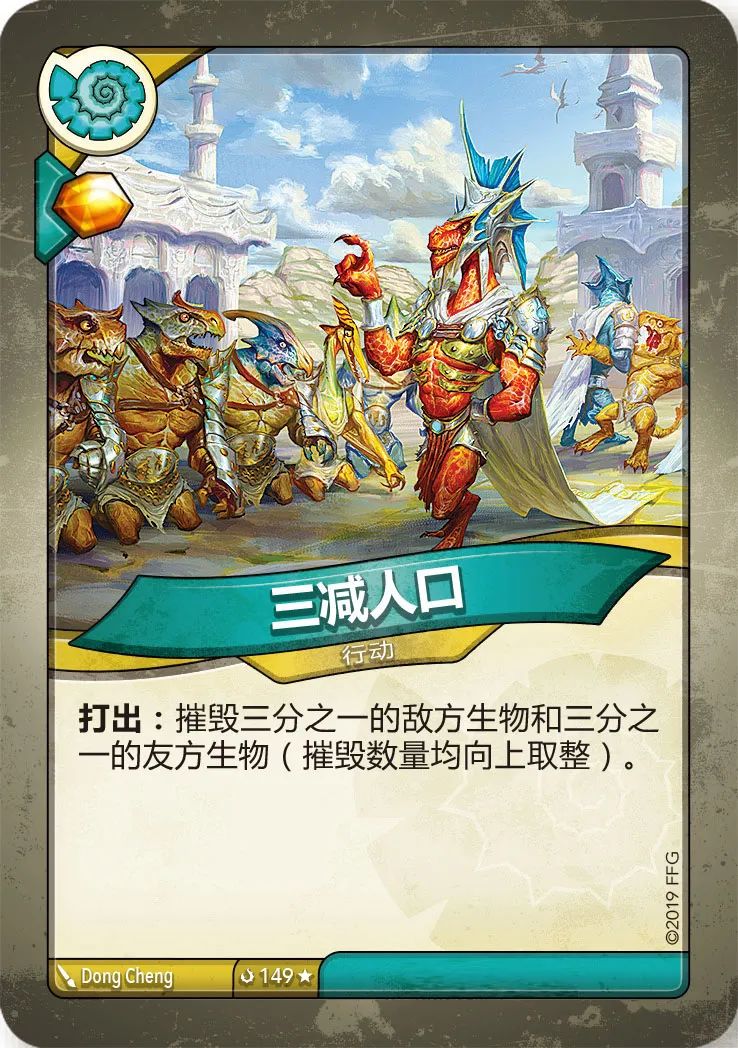 三减人口
行动
打出：摧毁三分之一的敌方生物和三分之
一的友方生物（摧毁数量均向上取整）。
©2019 FFG
Dong Cheng
149★